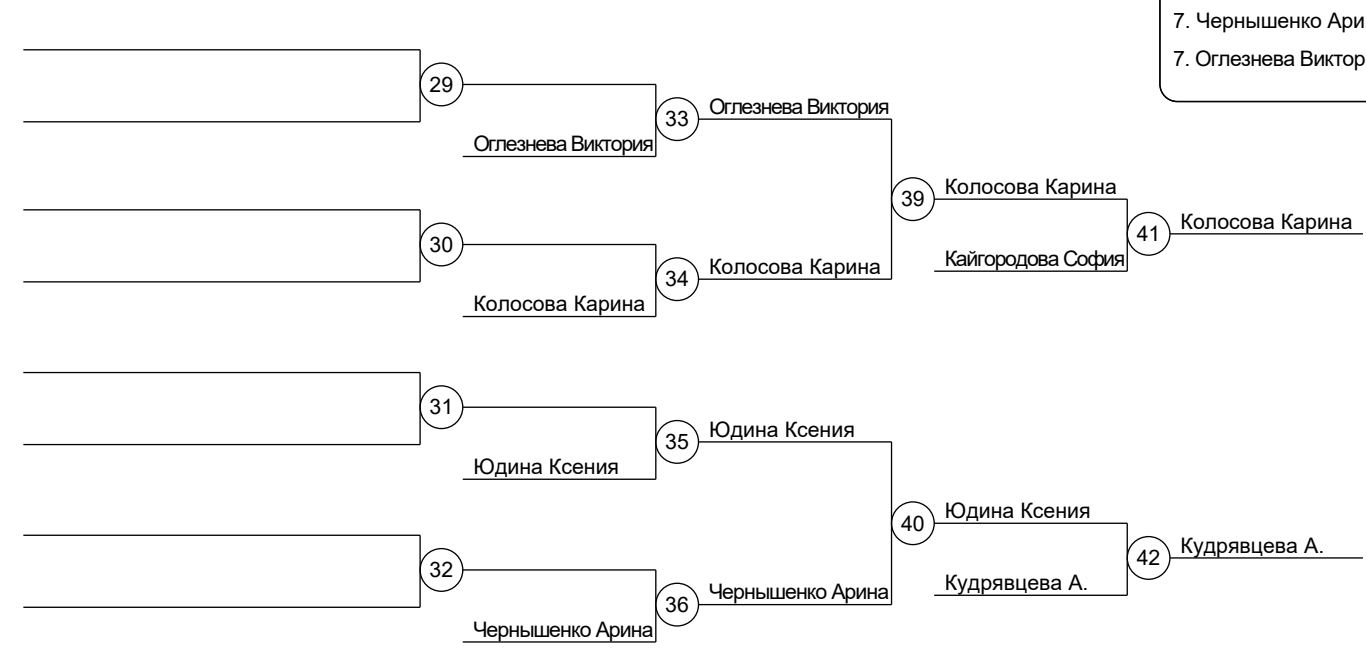 7. Чернышенко Ари
7. Оглезнева Виктор
29
Оглезнева Виктория
33
Оглезнева Виктория
30
Колосова Карина
34
Колосова Карина
39
Колосова Карина
Кайгородова София
41
Колосова Карина
31
Юдина Ксения
35
Юдина Ксения
32
Чернышенко Арина
36
Чернышенко Арина
40
Юдина Ксения
Кудрявцева А.
42
Кудрявцева А.